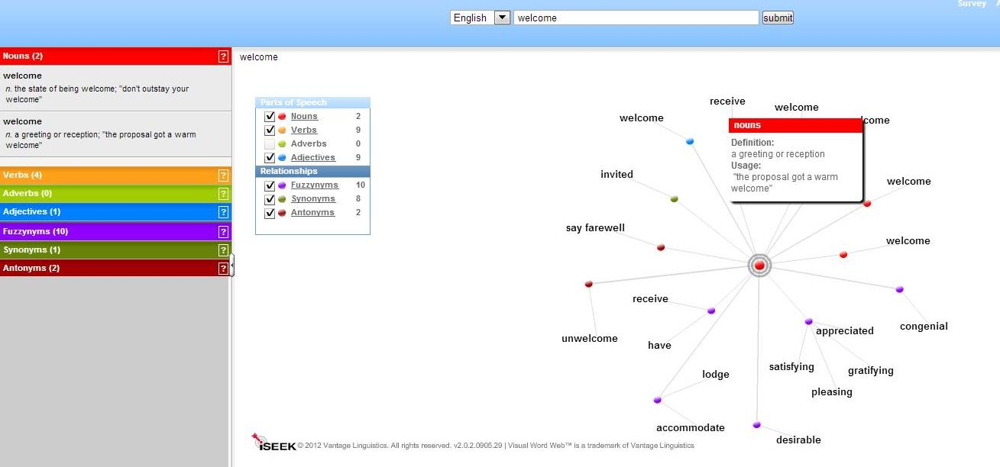 Survey
English
welcome
submit
Nouns (2)
?
welcome
n. the state of being welcome; "don't outstay your
welcome"
welcome
n. a greeting or reception; "the proposal got a warm
welcome"
Verbs (4)
?
Adverbs (0)
?
Adjectives (1)
?
Fuzzynyms (10)
?
Synonyms (1)
?
Antonyms (2)
?
welcome
Parts of Speech
Nouns 2
Verbs 9
Adverbs 0
Adjectives 9
Relationships
Fuzzynyms 10
Synonyms 8
Antonyms 2
receive
welcome
welcome
lcome
nouns
Definition:
a greeting or reception
Usage:
"the proposal got a warm
welcome"
invited
welcome
say farewell
welcome
receive
unwelcome
have
appreciated
congenial
satisfying
gratifying
lodge
pleasing
accommodate
desirable
iSEEK © 2012 Vantage Linguistics. All rights reserved. v2.0.2.0905.29 | Visual Word Web™ is a trademark of Vantage Linguistics